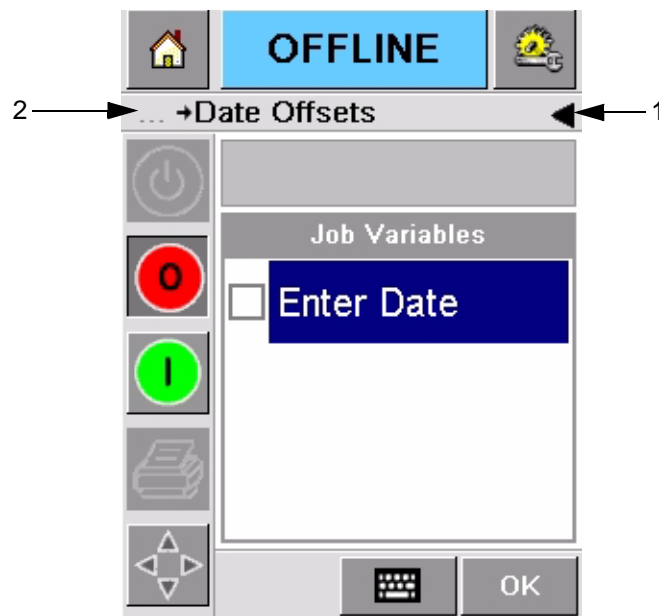 OFFLINE
2
... →Date Offsets
1
Job Variables
O
Enter Date
I
OK